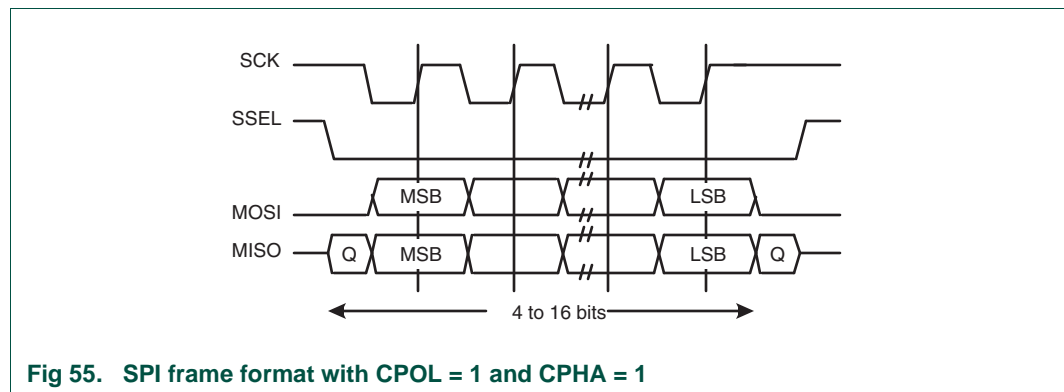 SCK
SSEL
MOSI
MSB
LSB
MISO
Q
MSB
LSB
Q
4 to 16 bits
Fig 55. SPI frame format with CPOL = 1 and CPHA = 1